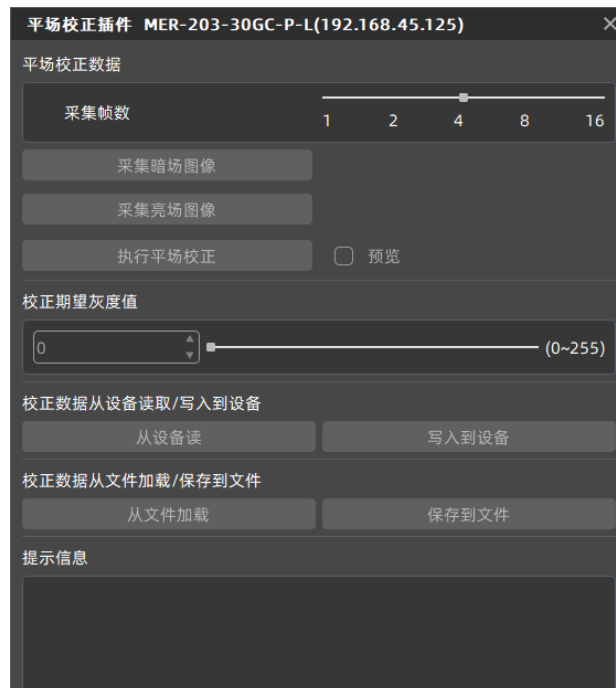 平场校正插件 MER-203-30GC-P-L(192.168.45.125)
平场校正数据
采集帧数
1 2 4 8 16
采集暗场图像
采集亮场图像
执行平场校正 预览
校正期望灰度值
0 (0~255)
校正数据从设备读取/写入到设备
从设备读 写入到设备
校正数据从文件加载/保存到文件
从文件加载 保存到文件
提示信息